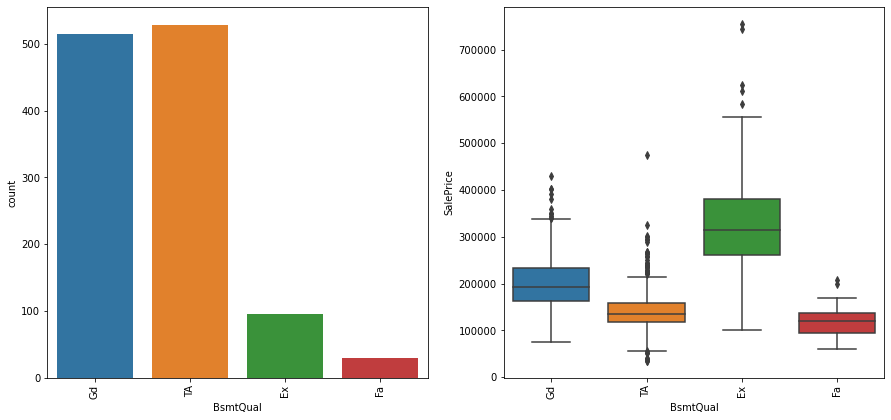 500
400
300
200
100
0
count
Gd
TA
Ex
Fa
BsmtQual
700000
600000
500000
400000
300000
200000
100000
0
SalePrice
Gd
TA
Ex
Fa
BsmtQual